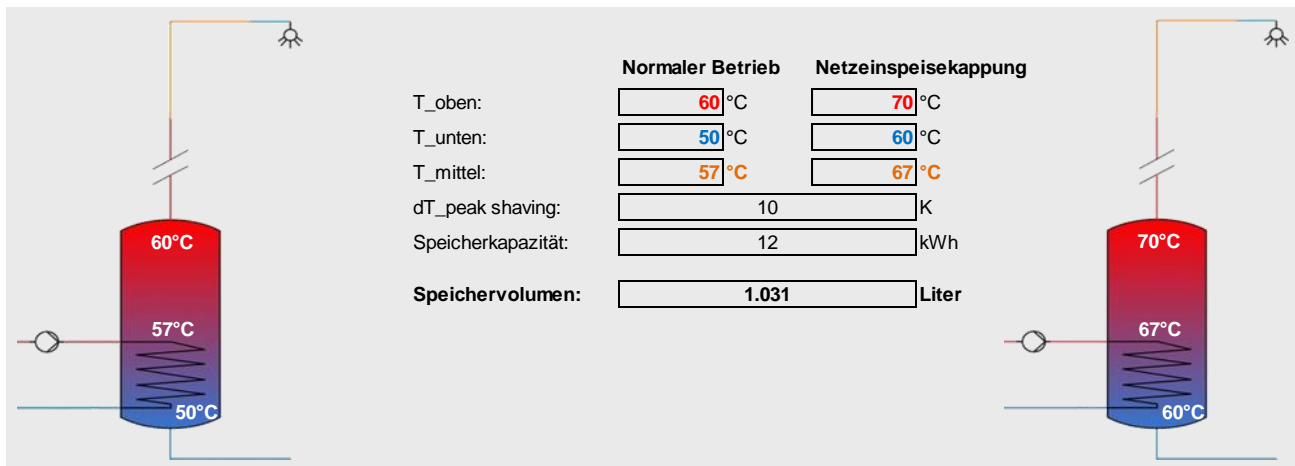 Normaler Betrieb Netzeinspeisekappung
T_oben: 60 °C 70 °C
T_unten: 50 °C 60 °C
T_mittel: 57 °C 67 °C
dT_peak shaving: 10 K
Speicherkapazität: 12 kWh
Speichervolumen: 1.031 Liter
60°C
57°C
50°C
70°C
67°C
60°C